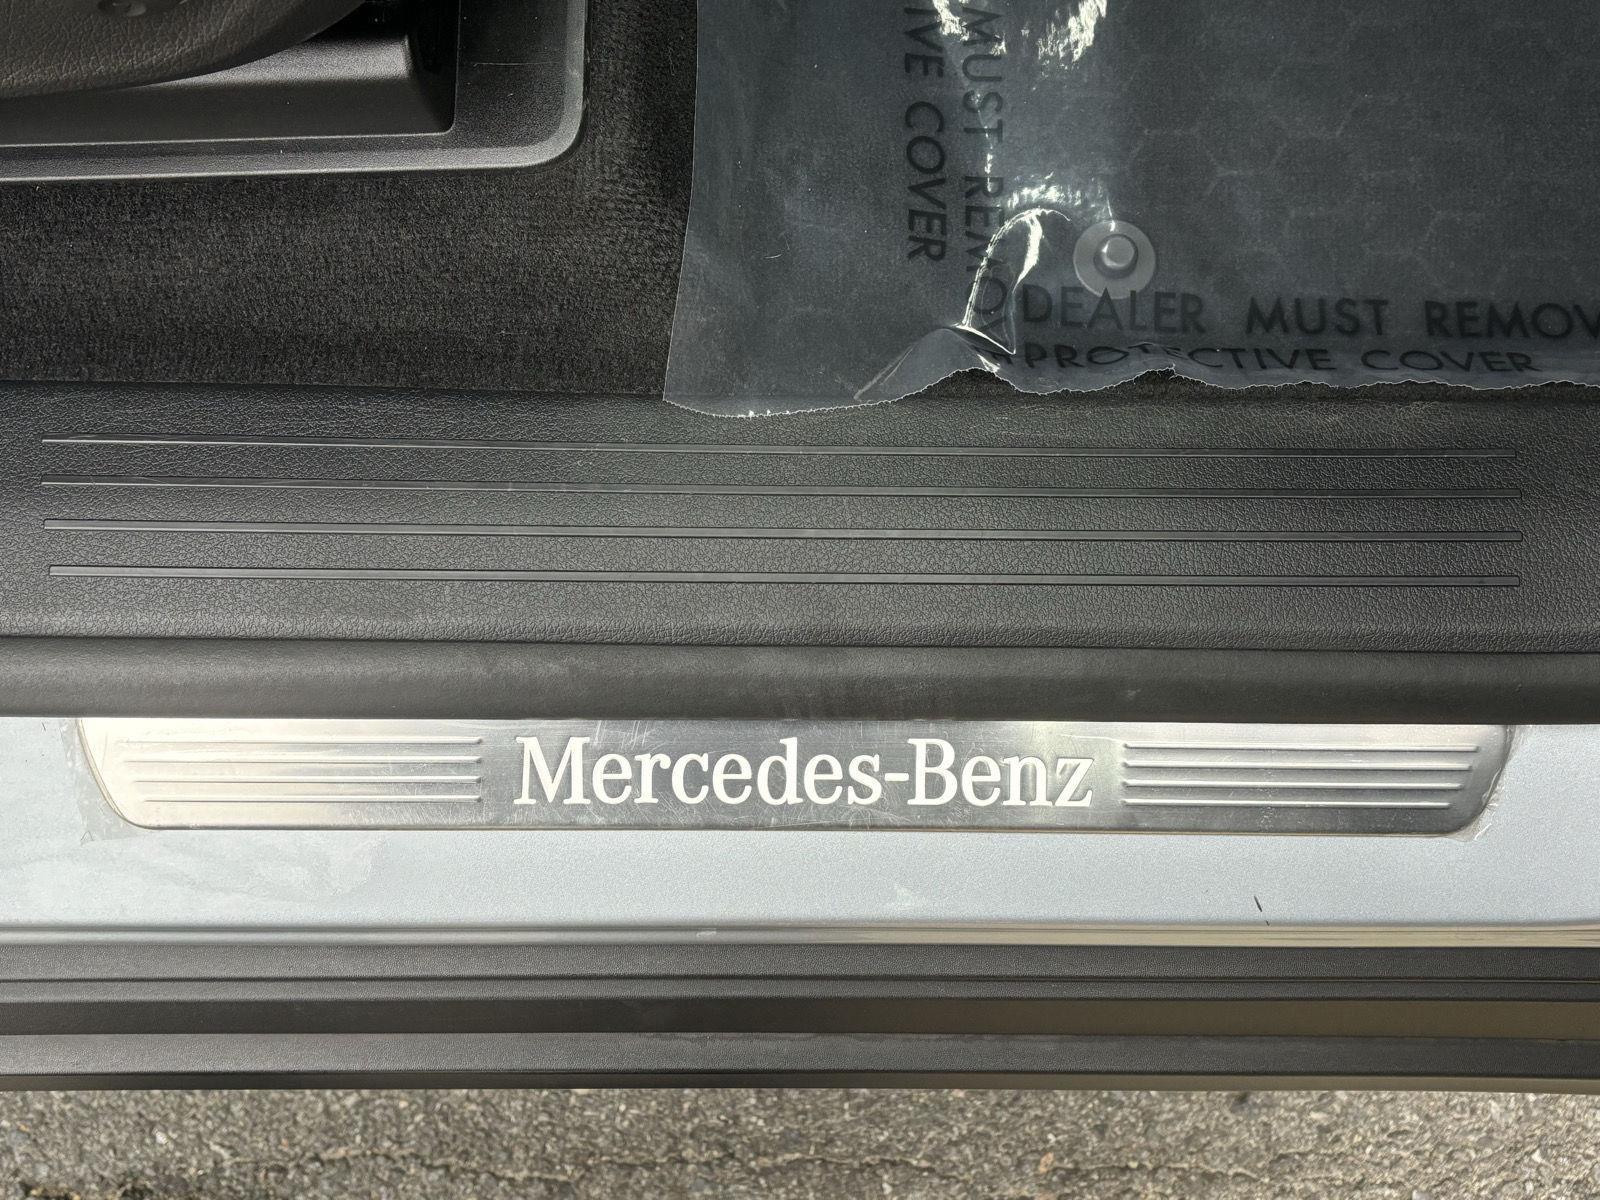 IVE COVER
MUST REMO
DEALER MUST REMOV
PROTECTIVE COVER
Mercedes-Benz